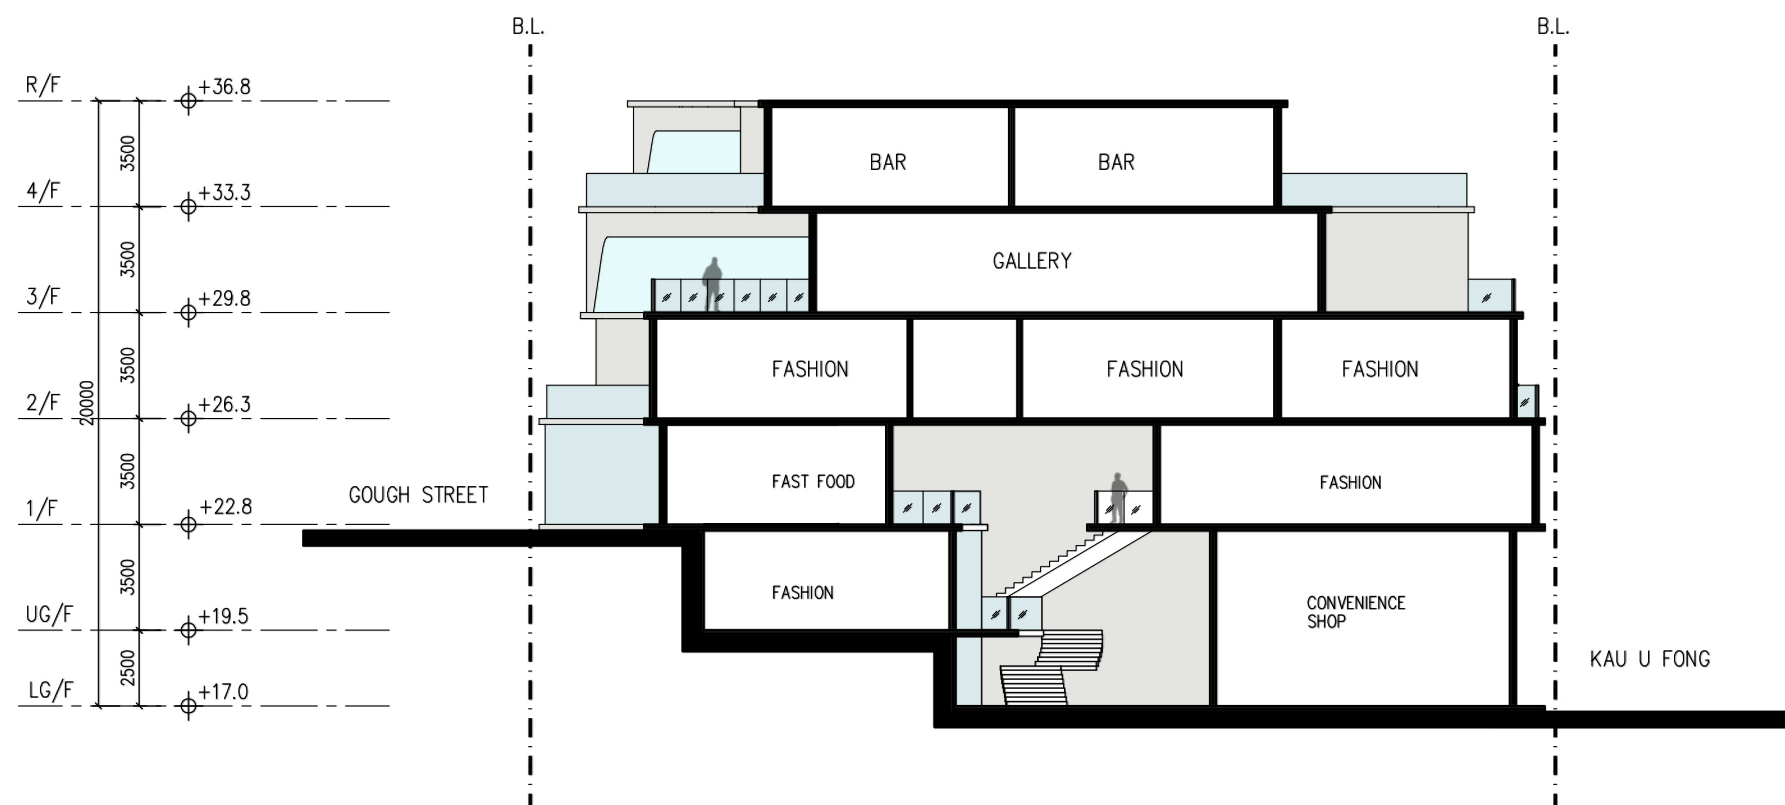 B.L.
B.L.
R/F
+36.8
3500
BAR
BAR
4/F
+33.3
3500
GALLERY
3/F
+29.8
3500
FASHION
FASHION
FASHION
20000
2/F
+26.3
3500
FAST FOOD
FASHION
GOUGH STREET
1/F
+22.8
3500
FASHION
CONVENIENCE
SHOP
UG/F
+19.5
2500
KAU U FONG
LG/F
+17.0